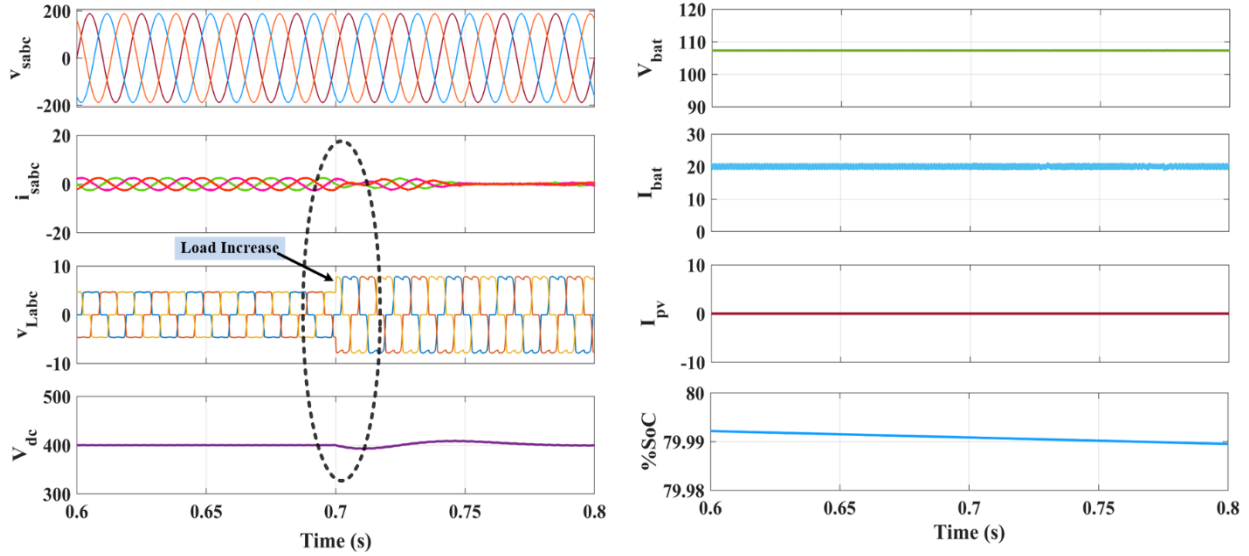 200
0
-200
v_sabc
20
0
-20
i_sabc
Load Increase
10
0
-10
v_Labc
500
400
300
V_dc
0.6 0.65 0.7 0.75 0.8
Time (s)
120
110
100
90
V_bat
30
20
10
0
I_bat
10
0
-10
I_pv
80
79.99
79.98
%SoC
0.6 0.65 0.7 0.75 0.8
Time (s)